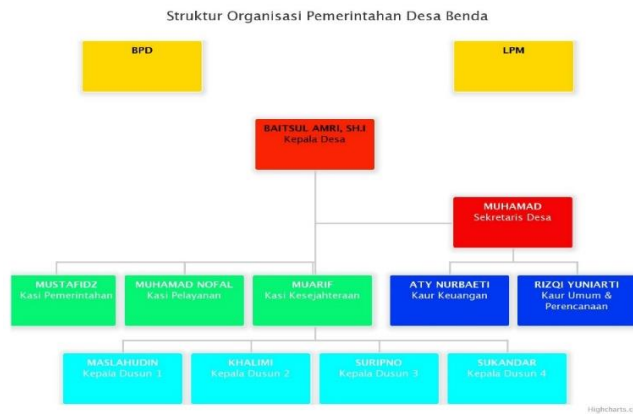 Struktur Organisasi Pemerintahan Desa Benda
BPD
LPM
BAITSUL AMRI, SH.I
Kepala Desa
MUHAMAD
Sekretaris Desa
MUSTAFIDZ
Kasi Pemerintahan
MUHAMAD NOFAL
Kasi Pelayanan
MUARIF
Kasi Kesejahteraan
ATY NURBAETI
Kaur Keuangan
RIZQI YUNIARTI
Kaur Umum &
Perencanaan
MASLAHUDIN
Kepala Dusun 1
KHALIMI
Kepala Dusun 2
SURIPNO
Kepala Dusun 3
SUKANDAR
Kepala Dusun 4